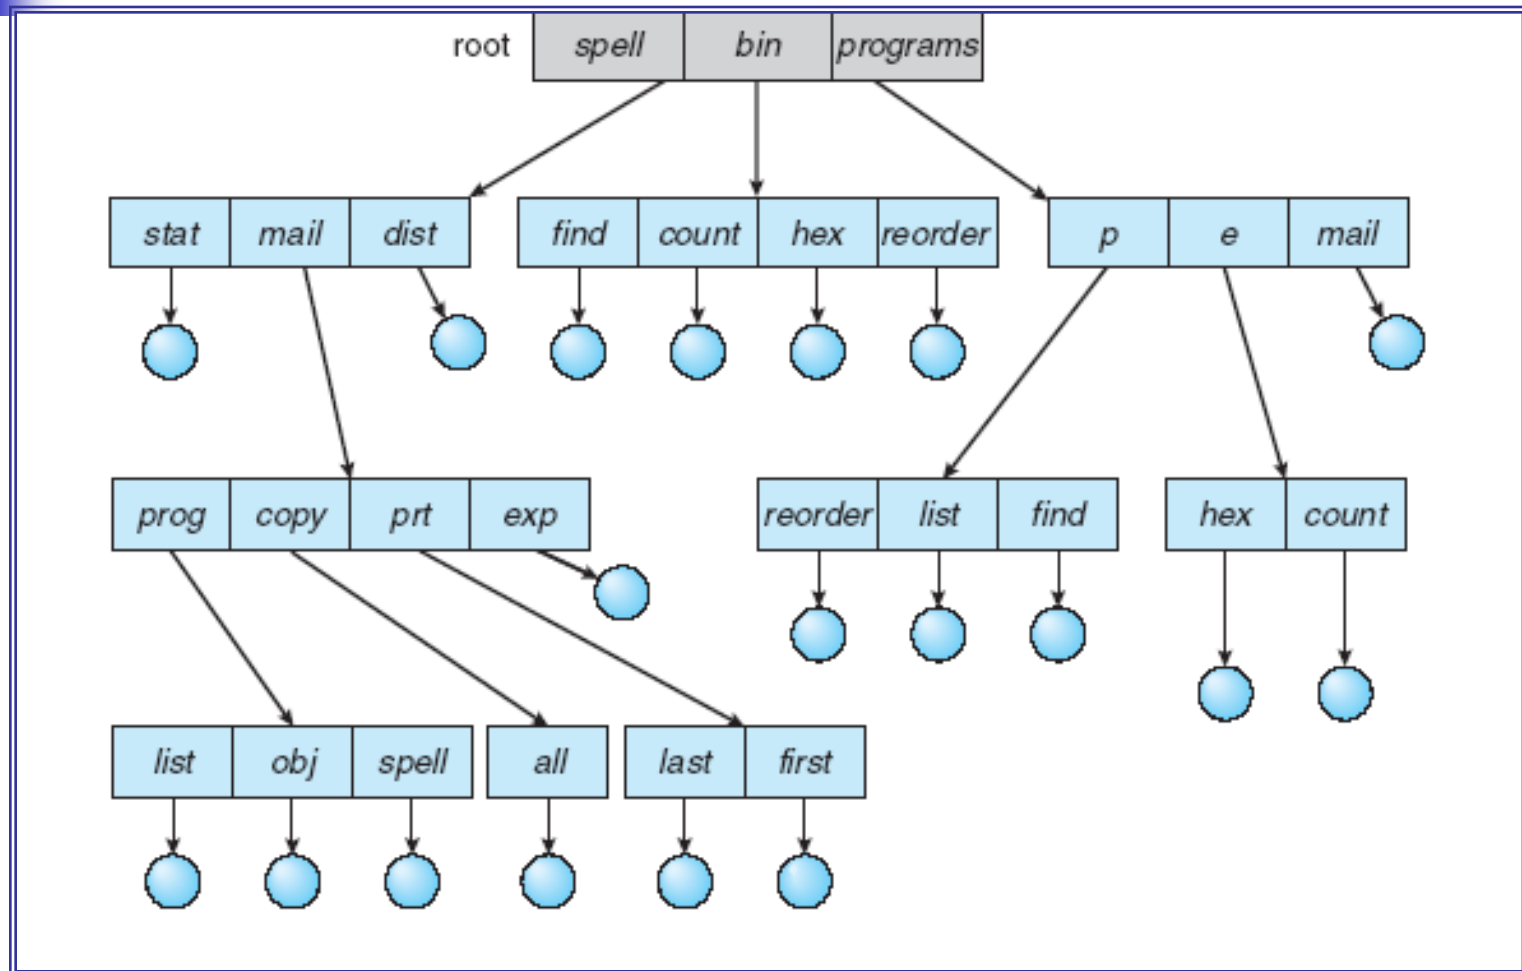 root spell bin programs
stat mail dist find count hex reorder p e mail
prog copy prt exp reorder list find hex count
list obj spell all last first